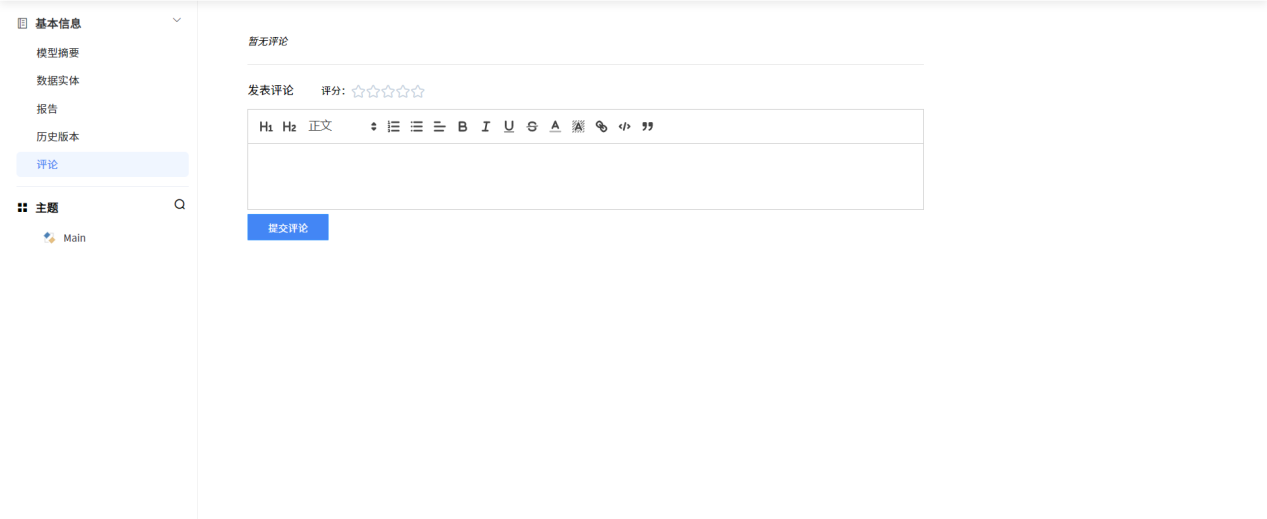 基本信息
模型摘要
数据实体
报告
历史版本
评论
主题
Main
暂无评论
发表评论 评分：
H1 H2 正文 B I U S A A </> ”
提交评论